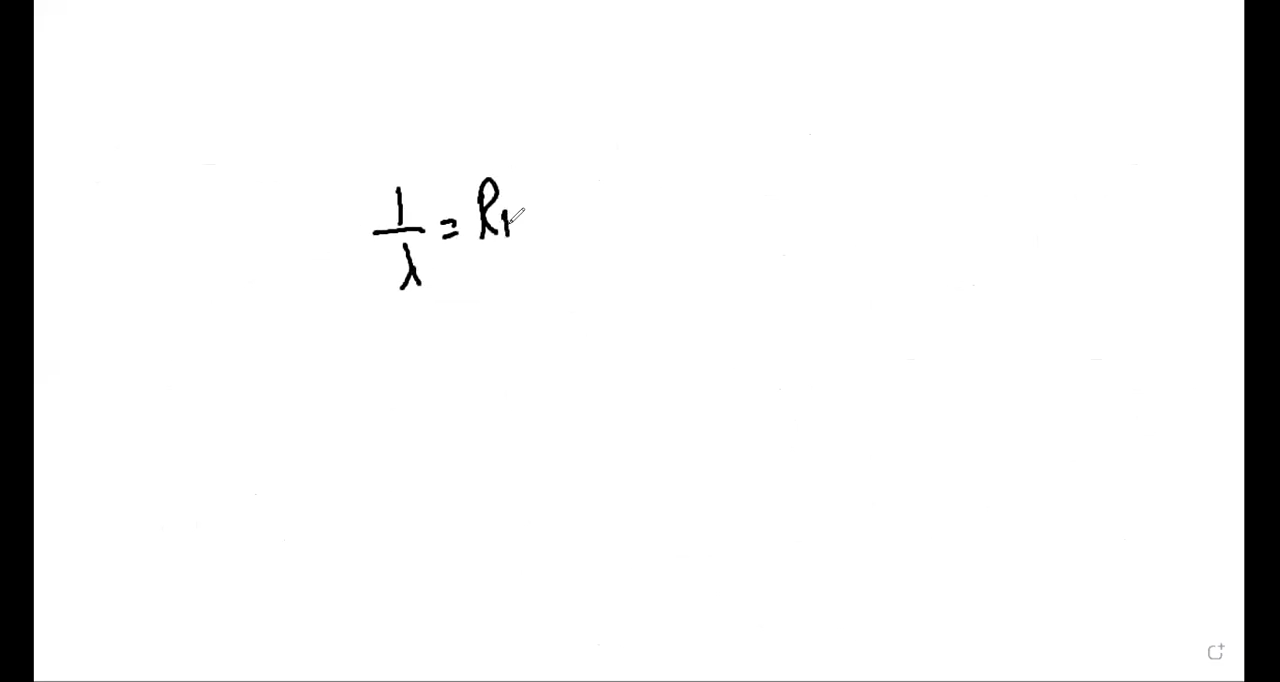 1/λ = R